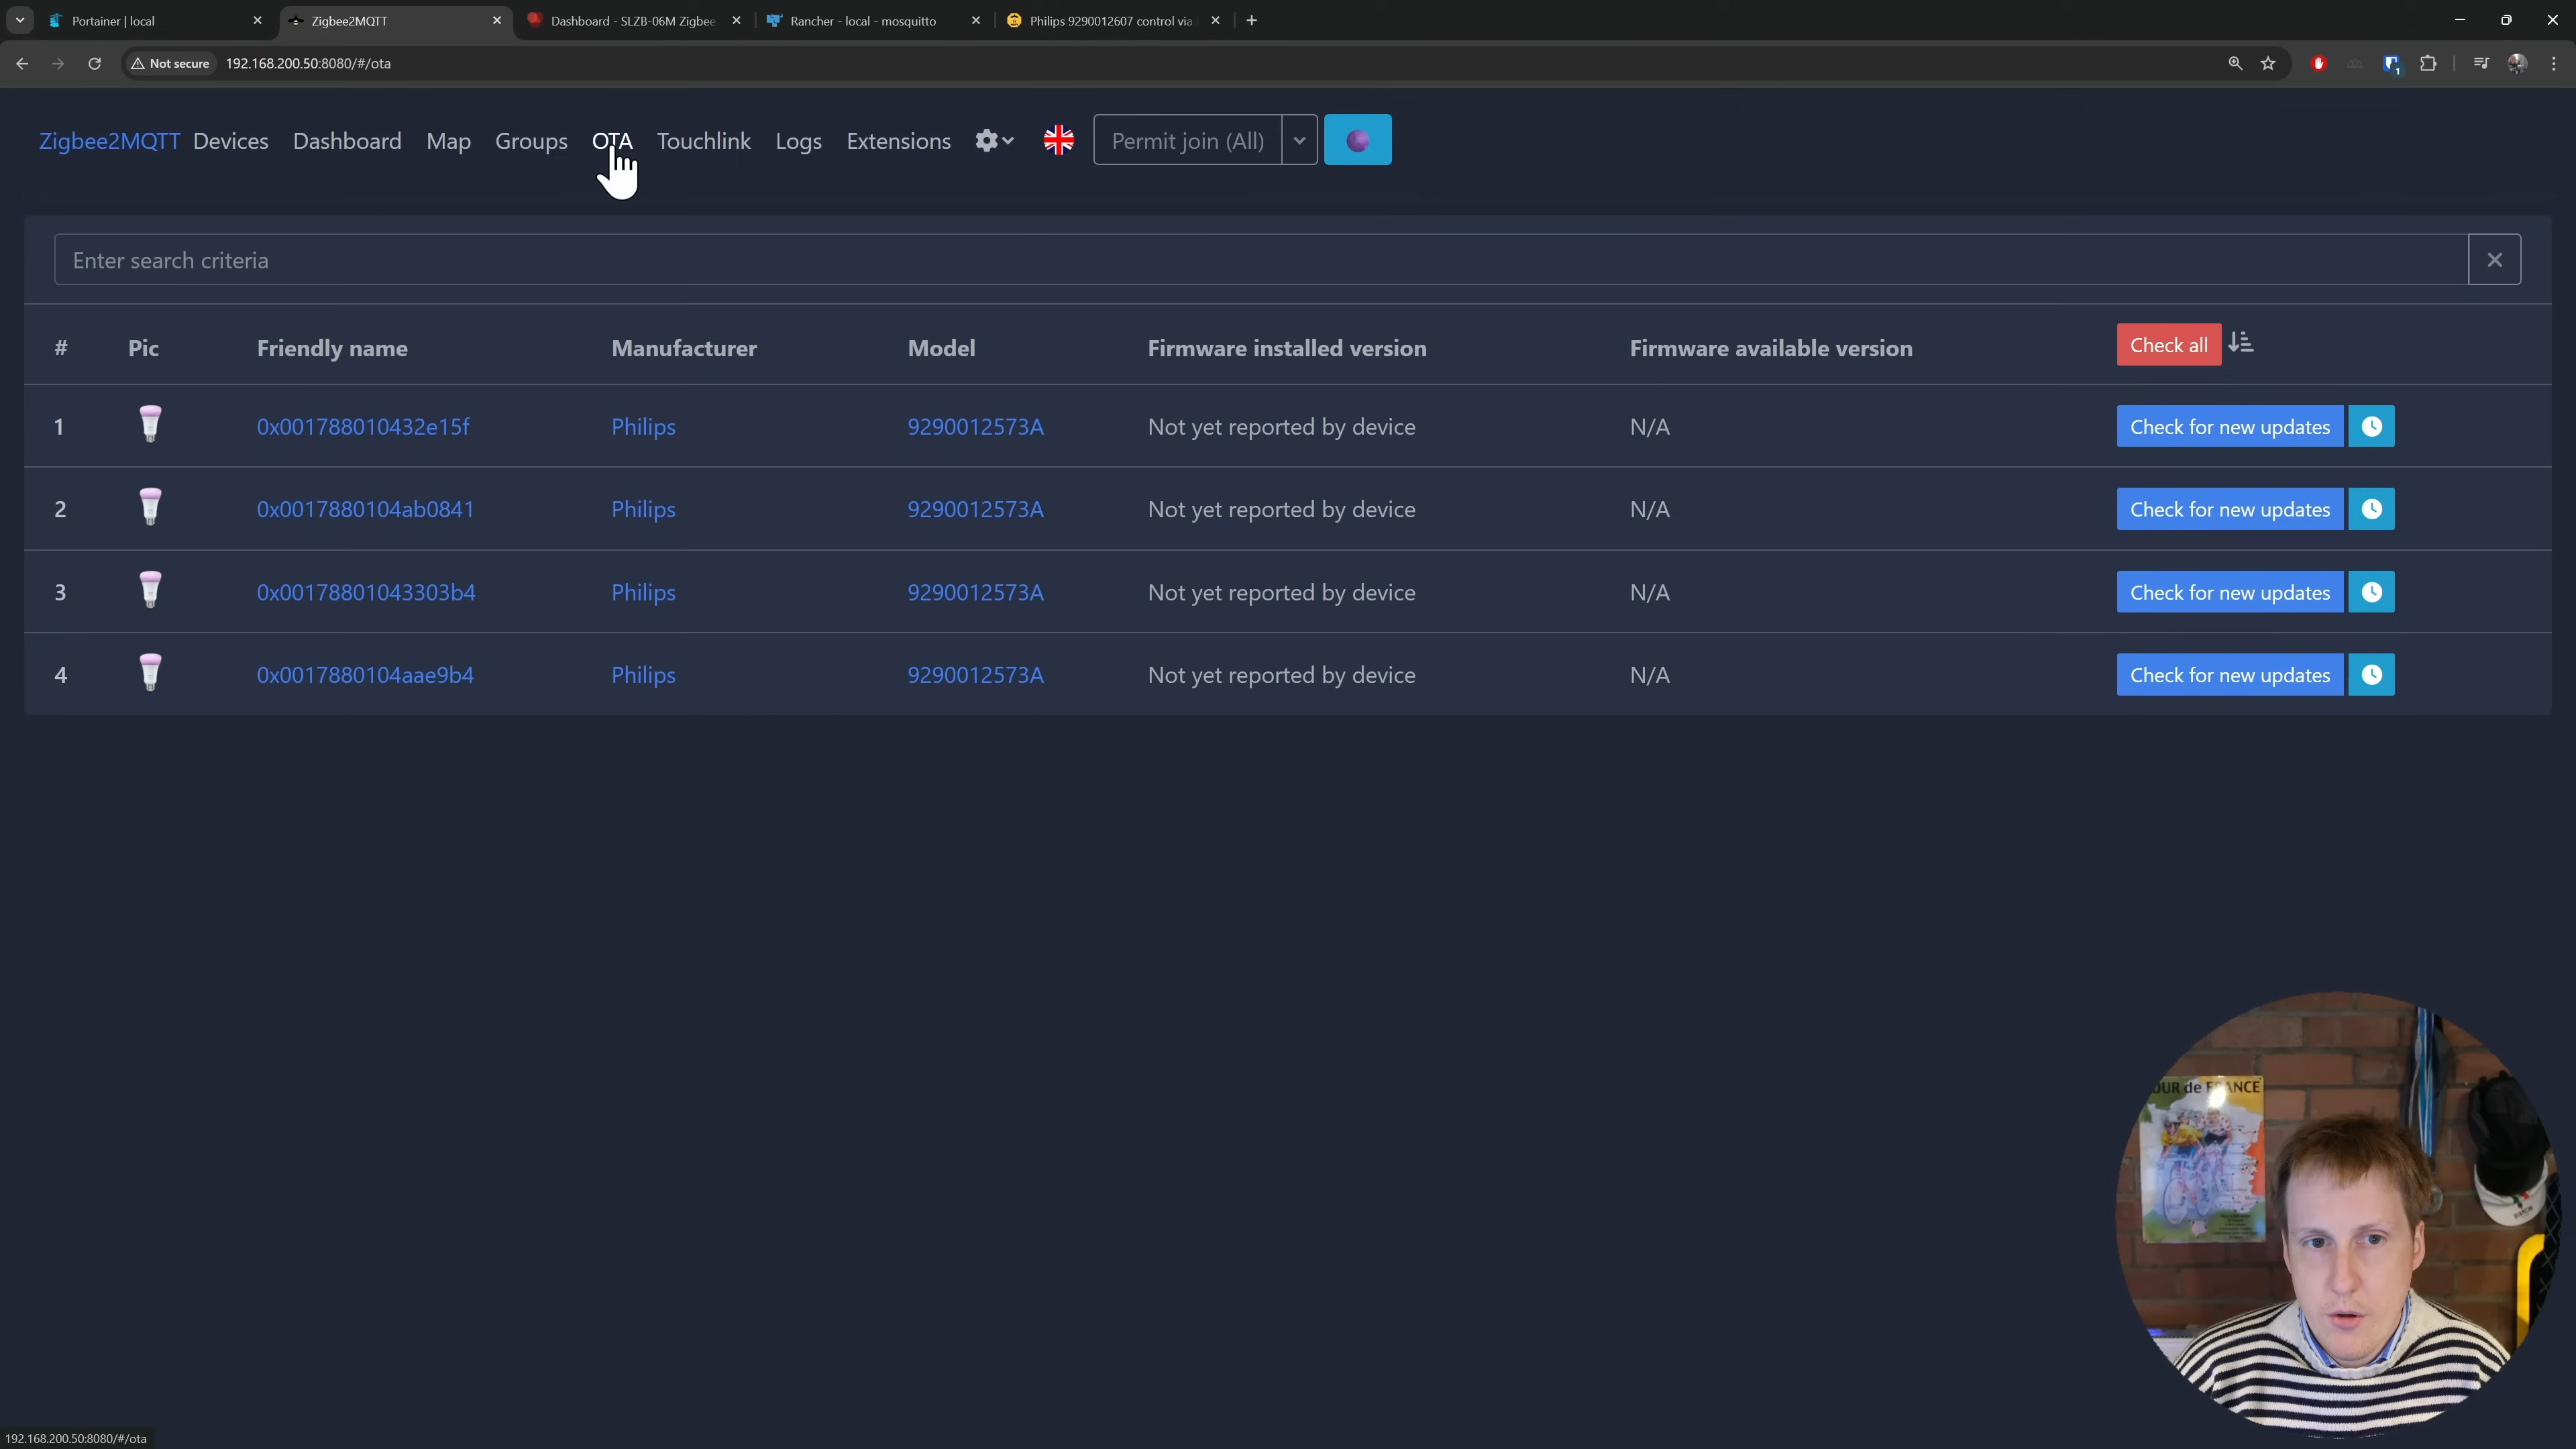 Portainer | local
Zigbee2MQTT
Dashboard - SLZB-06M Zigbee
Rancher - local - mosquitto
Philips 9290012607 control via
Not secure
192.168.200.50:8080/#/ota
1
Zigbee2MQTT Devices Dashboard Map Groups OTA Touchlink Logs Extensions Permit join (All)
Enter search criteria
# Pic Friendly name Manufacturer Model Firmware installed version Firmware available version Check all
1 0x001788010432e15f Philips 9290012573A Not yet reported by device N/A Check for new updates
2 0x0017880104ab0841 Philips 9290012573A Not yet reported by device N/A Check for new updates
3 0x00178801043303b4 Philips 9290012573A Not yet reported by device N/A Check for new updates
4 0x0017880104aae9b4 Philips 9290012573A Not yet reported by device N/A Check for new updates
OUR de FRANCE
192.168.200.50:8080/#/ota